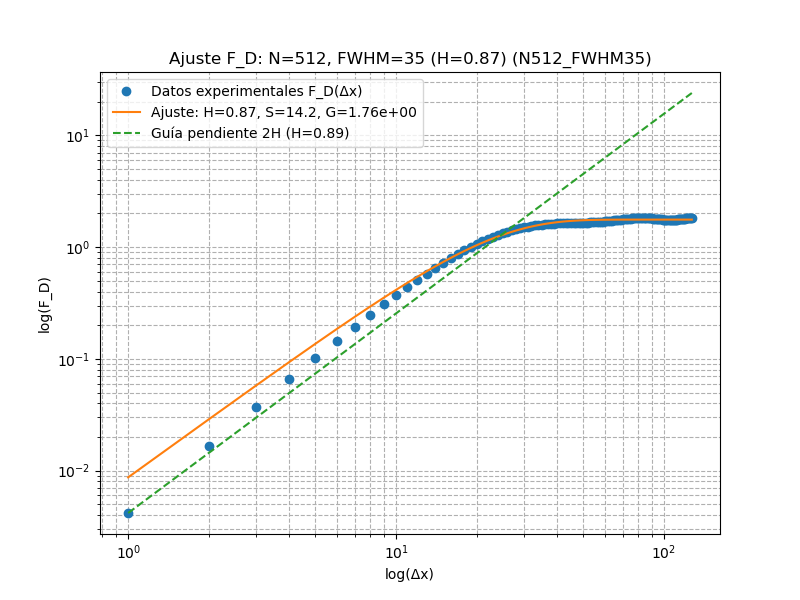 Ajuste F_D: N=512, FWHM=35 (H=0.87) (N512_FWHM35)
Datos experimentales F_D(Δx)
Ajuste: H=0.87, S=14.2, G=1.76e+00
Guía pendiente 2H (H=0.89)
log(F_D)
10¹
10⁰
10⁻¹
10⁻²
10⁰ 10¹ 10²
log(Δx)